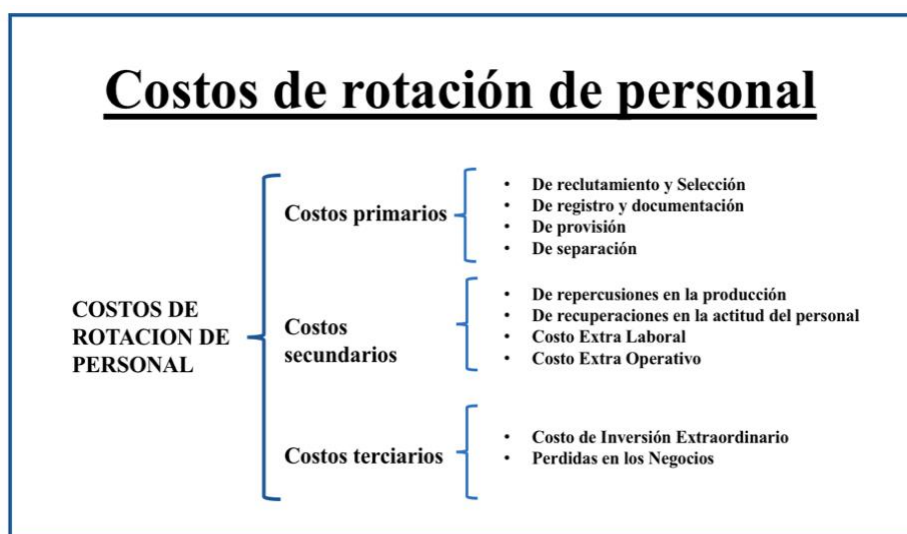 Costos de rotación de personal
COSTOS DE
ROTACION DE
PERSONAL
Costos primarios
• De reclutamiento y Selección
• De registro y documentación
• De provisión
• De separación
Costos
secundarios
• De repercusiones en la producción
• De recuperaciones en la actitud del personal
• Costo Extra Laboral
• Costo Extra Operativo
Costos terciarios
• Costo de Inversión Extraordinario
• Perdidas en los Negocios